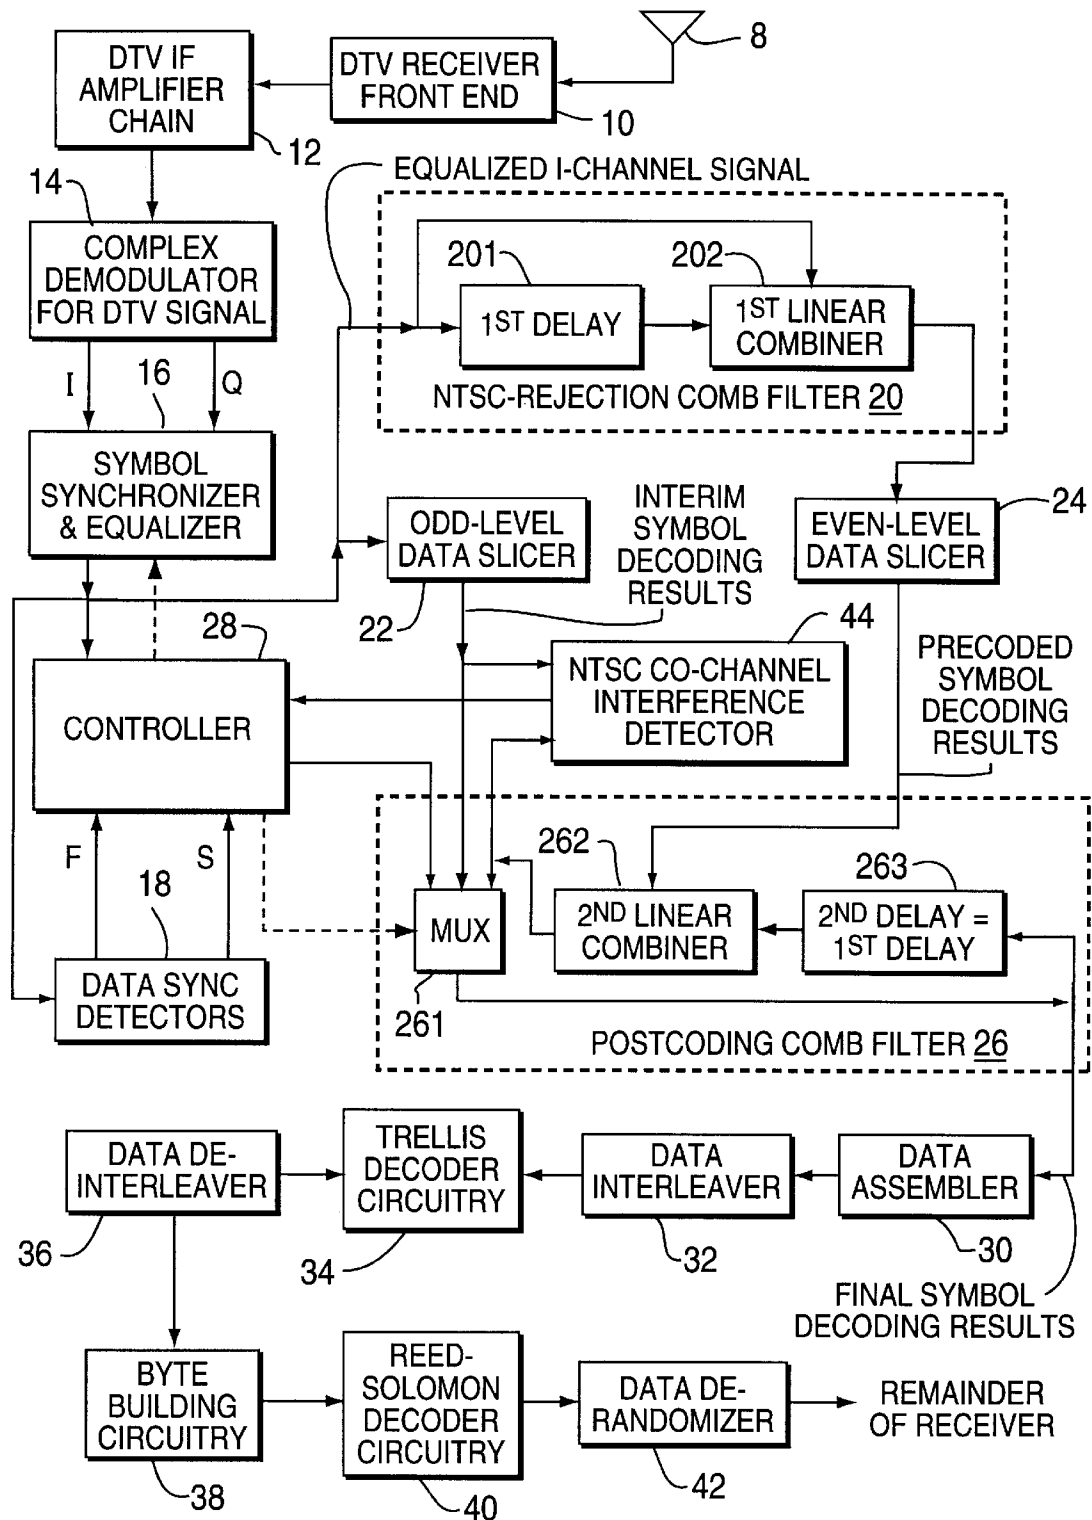 8
DTV IF
AMPLIFIER
CHAIN
12
DTV RECEIVER
FRONT END
10
EQUALIZED I-CHANNEL SIGNAL
14
COMPLEX
DEMODULATOR
FOR DTV SIGNAL
I
16
Q
201
1ST DELAY
202
1ST LINEAR
COMBINER
NTSC-REJECTION COMB FILTER 20
SYMBOL
SYNCHRONIZER
& EQUALIZER
ODD-LEVEL
DATA SLICER
22
INTERIM
SYMBOL
DECODING
RESULTS
EVEN-LEVEL
DATA SLICER
24
28
CONTROLLER
44
NTSC CO-CHANNEL
INTERFERENCE
DETECTOR
PRECODED
SYMBOL
DECODING
RESULTS
F
S
18
DATA SYNC
DETECTORS
MUX
261
262
2ND LINEAR
COMBINER
263
2ND DELAY =
1ST DELAY
POSTCODING COMB FILTER 26
DATA DE-
INTERLEAVER
36
TRELLIS
DECODER
CIRCUITRY
34
DATA
INTERLEAVER
32
DATA
ASSEMBLER
30
FINAL SYMBOL
DECODING RESULTS
BYTE
BUILDING
CIRCUITRY
38
REED-
SOLOMON
DECODER
CIRCUITRY
40
DATA DE-
RANDOMIZER
42
REMAINDER
OF RECEIVER